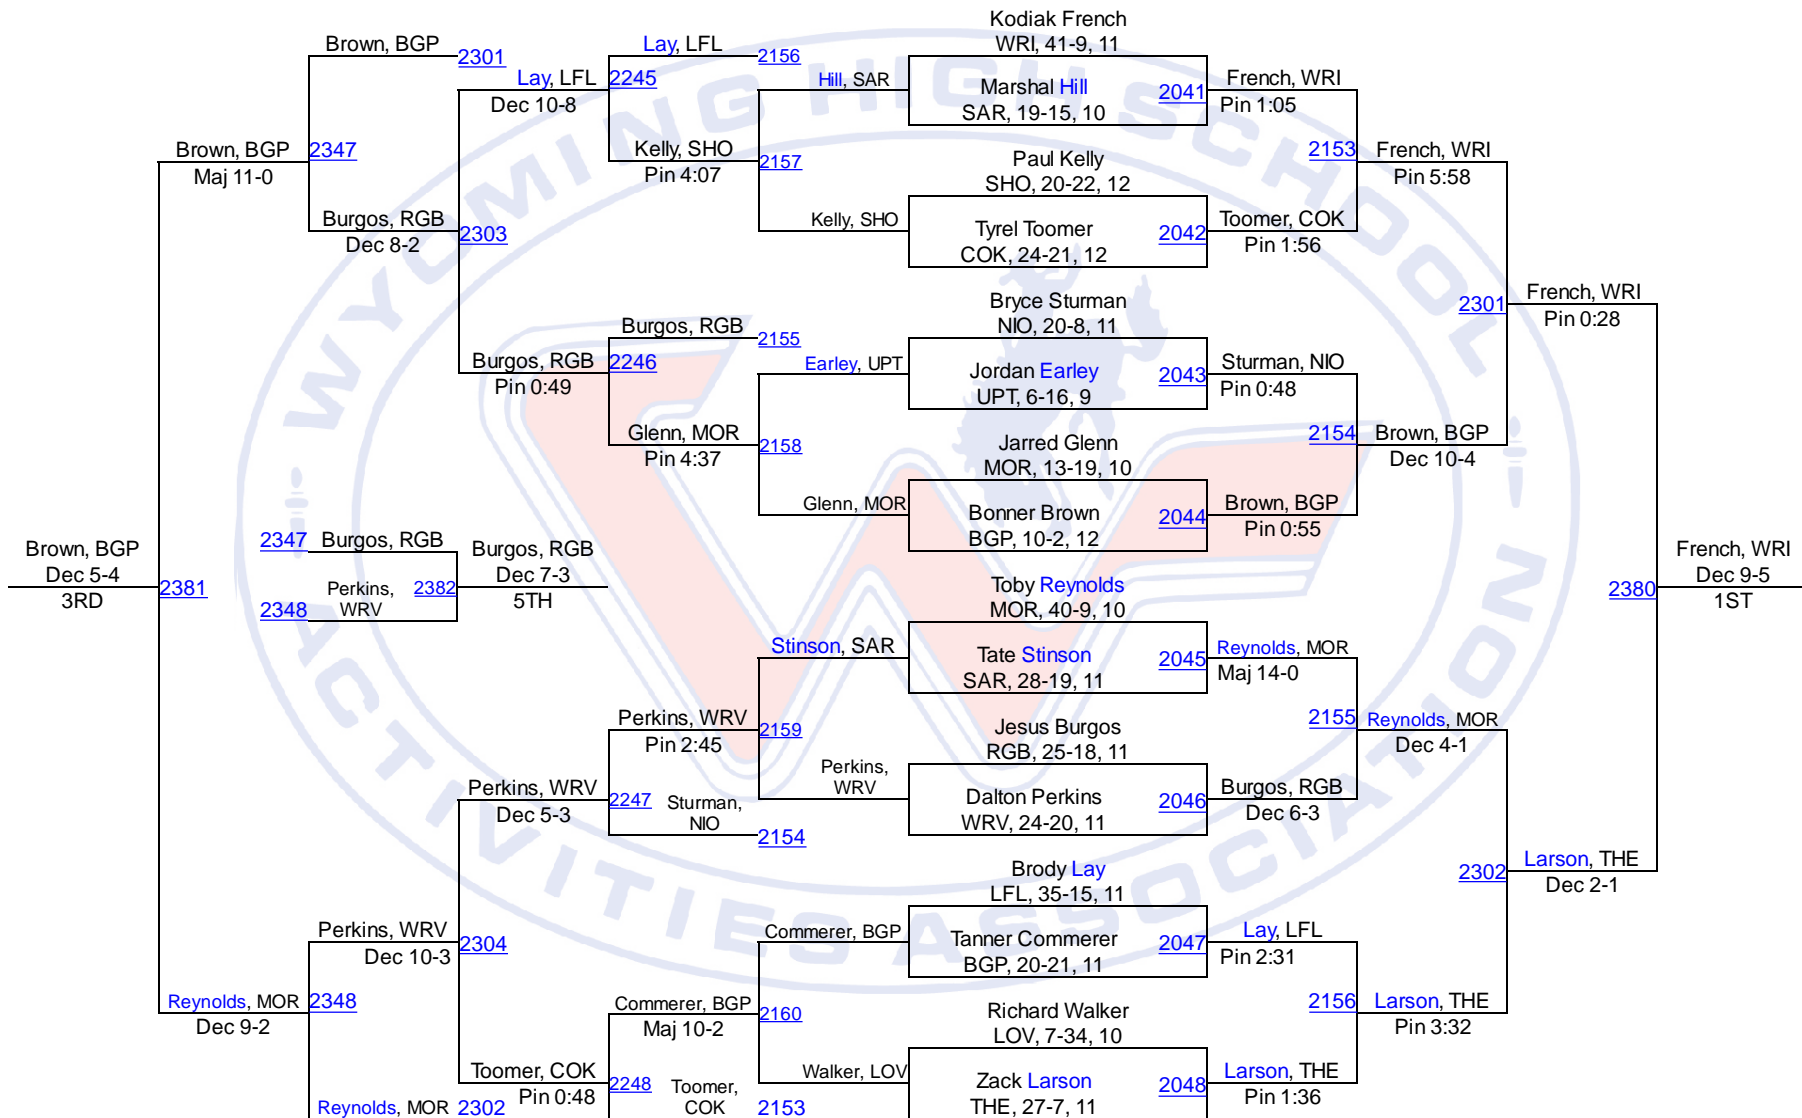 Kodiak French
WRI, 41-9, 11
Marshal Hill
SAR, 19-15, 10
2041
Paul Kelly
SHO, 20-22, 12
Tyrel Toomer
COK, 24-21, 12
2042
Bryce Sturman
NIO, 20-8, 11
Jordan Earley
UPT, 6-16, 9
2043
Jarred Glenn
MOR, 13-19, 10
Bonner Brown
BGP, 10-2, 12
2044
Toby Reynolds
MOR, 40-9, 10
Tate Stinson
SAR, 28-19, 11
2045
Jesus Burgos
RGB, 25-18, 11
Dalton Perkins
WRV, 24-20, 11
2046
Brody Lay
LFL, 35-15, 11
Tanner Commerer
BGP, 20-21, 11
2047
Richard Walker
LOV, 7-34, 10
Zack Larson
THE, 27-7, 11
2048
French, WRI
Pin 1:05
Toomer, COK
Pin 1:56
Sturman, NIO
Pin 0:48
Brown, BGP
Pin 0:55
Reynolds, MOR
Maj 14-0
Burgos, RGB
Dec 6-3
Lay, LFL
Pin 2:31
Larson, THE
Pin 1:36
2153
French, WRI
Pin 5:58
2154
Brown, BGP
Dec 10-4
2155
Reynolds, MOR
Dec 4-1
2156
Larson, THE
Pin 3:32
2301
French, WRI
Pin 0:28
2302
Larson, THE
Dec 2-1
2380
French, WRI
Dec 9-5
1ST
Hill, SAR
Kelly, SHO
Earley, UPT
Glenn, MOR
Stinson, SAR
Perkins,
WRV
Commerer, BGP
Walker, LOV
Lay, LFL
2156
Kelly, SHO
Pin 4:07
2157
Burgos, RGB
2155
Glenn, MOR
Pin 4:37
2158
Perkins, WRV
Pin 2:45
2159
Sturman,
NIO
2154
Commerer, BGP
Maj 10-2
2160
Toomer,
COK
2153
Lay, LFL
Dec 10-8
2245
Burgos, RGB
Pin 0:49
2246
Perkins, WRV
Dec 5-3
2247
Toomer, COK
Pin 0:48
2248
Brown, BGP
2301
Burgos, RGB
Dec 8-2
2303
Perkins, WRV
Dec 10-3
2304
Reynolds, MOR
2302
Brown, BGP
Maj 11-0
2347
Reynolds, MOR
Dec 9-2
2348
Brown, BGP
Dec 5-4
3RD
2381
2347
Burgos, RGB
2348
Perkins,
WRV
2382
Burgos, RGB
Dec 7-3
5TH
WYOMING HIGH SCHOOL
ACTIVITIES ASSOCIATION